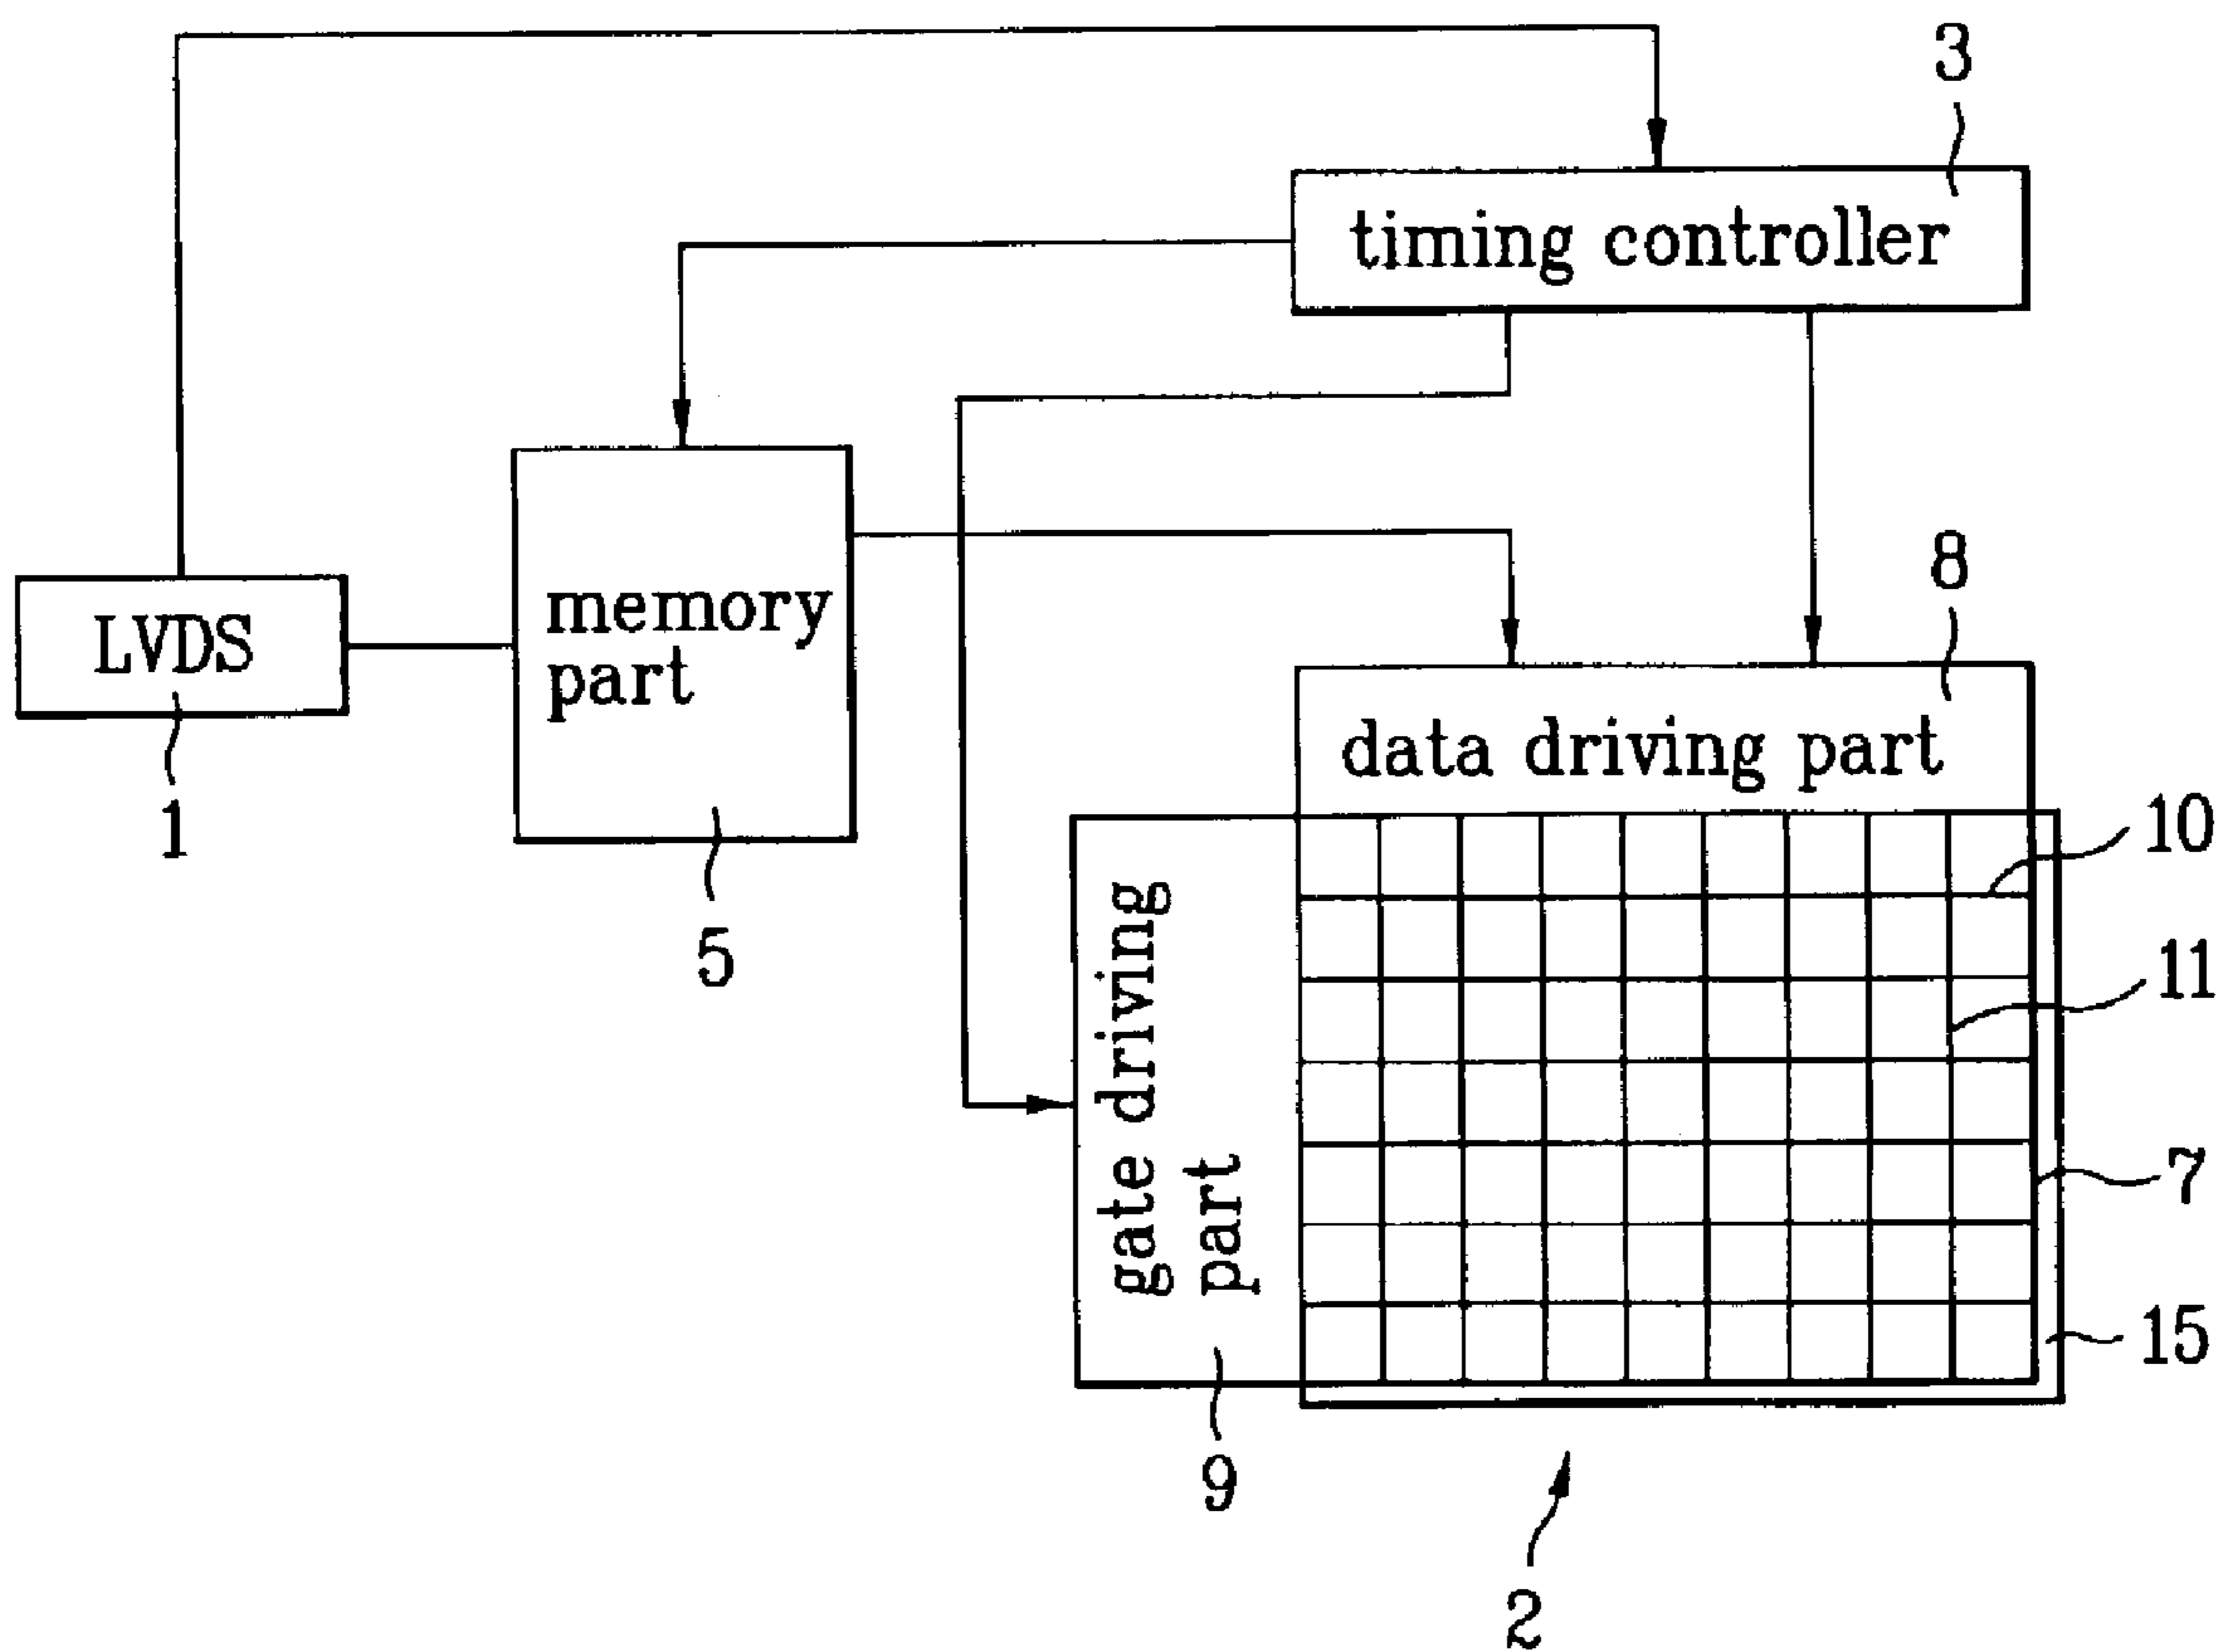 3
timing controller
8
LVDS
memory
part
1
data driving part
10
5
gate driving
part
11
7
15
9
2